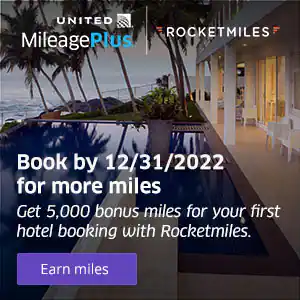 UNITED
MileagePlus
ROCKETMILES
Book by 12/31/2022
for more miles
Get 5,000 bonus miles for your first
hotel booking with Rocketmiles.
Earn miles